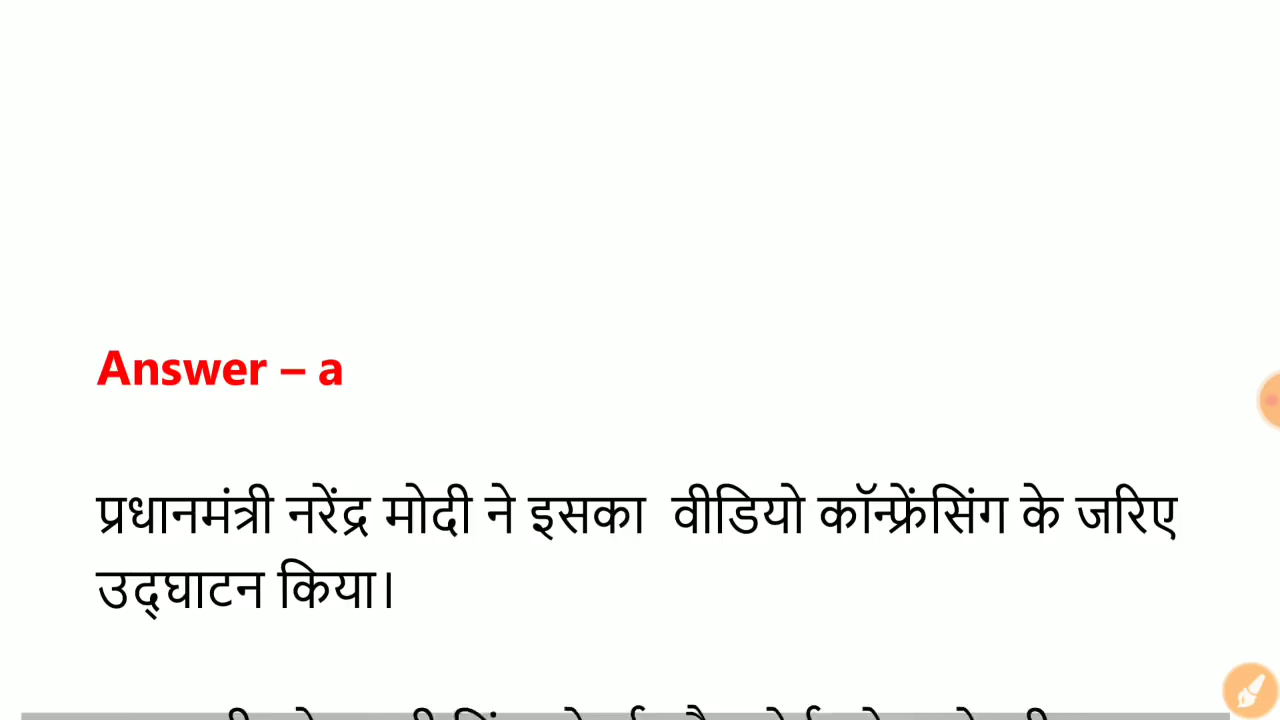 Answer – a
प्रधानमंत्री नरेंद्र मोदी ने इसका वीडियो कॉन्फ्रेंसिंग के जरिए
उद्घाटन किया।